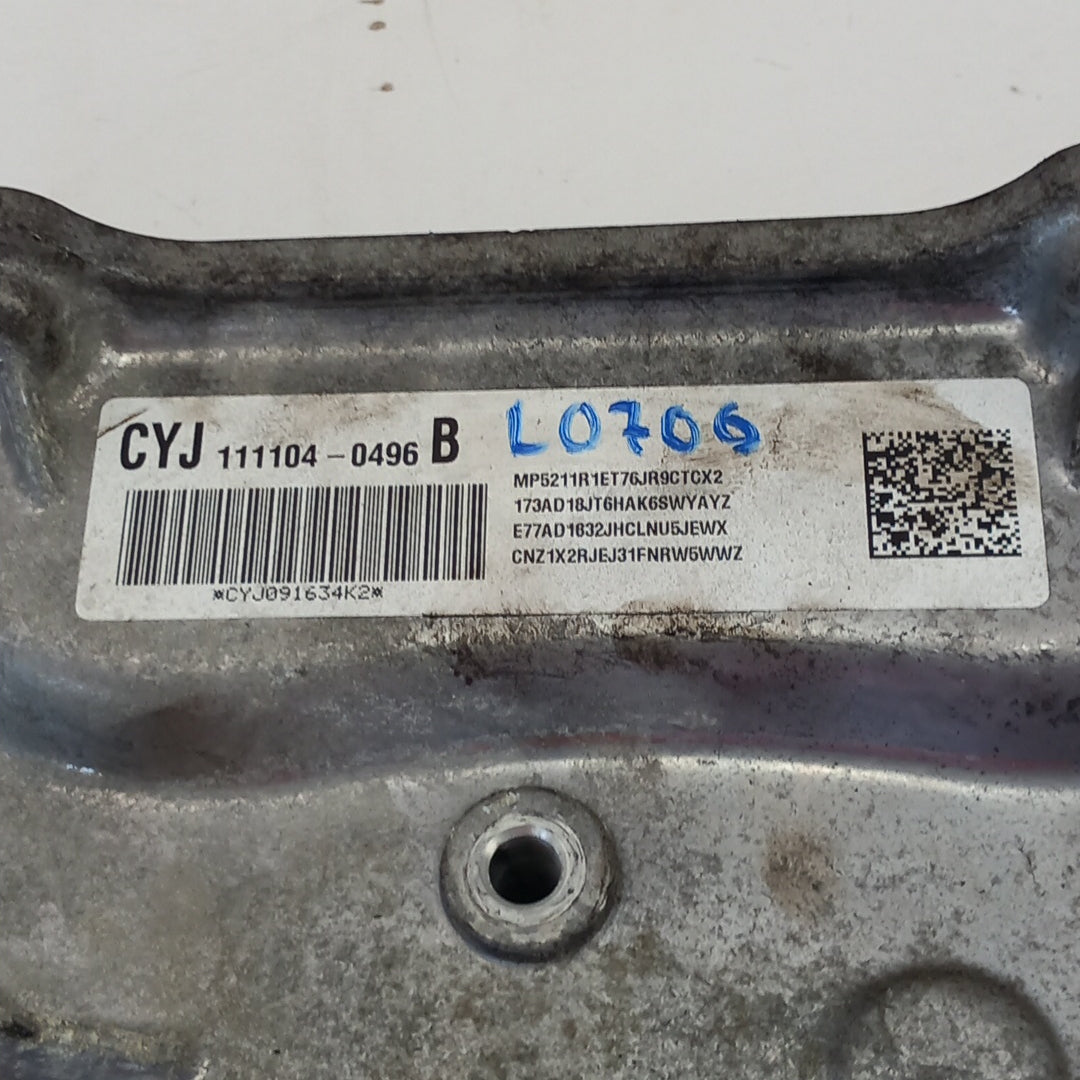 CYJ 111104-0496 B L0706
MP5211R1ET76JR9CTCX2
173AD18JT6HAK6SWYAYZ
E77AD1632JHCLNU5JEWX
CNZ1X2RJEJ31FNRW5WWZ
*CYJ091634K2*